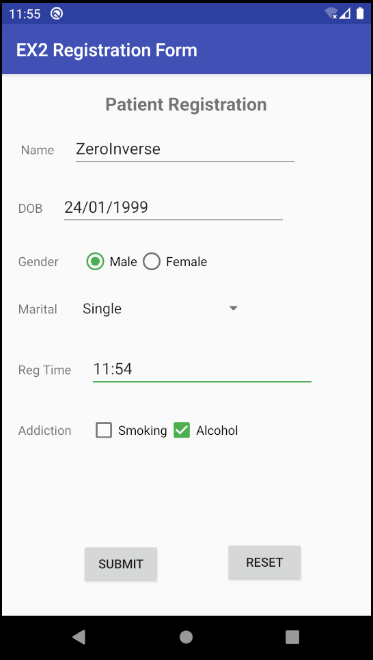 11:55
EX2 Registration Form
Patient Registration
Name ZeroInverse
DOB 24/01/1999
Gender Male Female
Marital Single
Reg Time 11:54
Addiction Smoking Alcohol
SUBMIT RESET